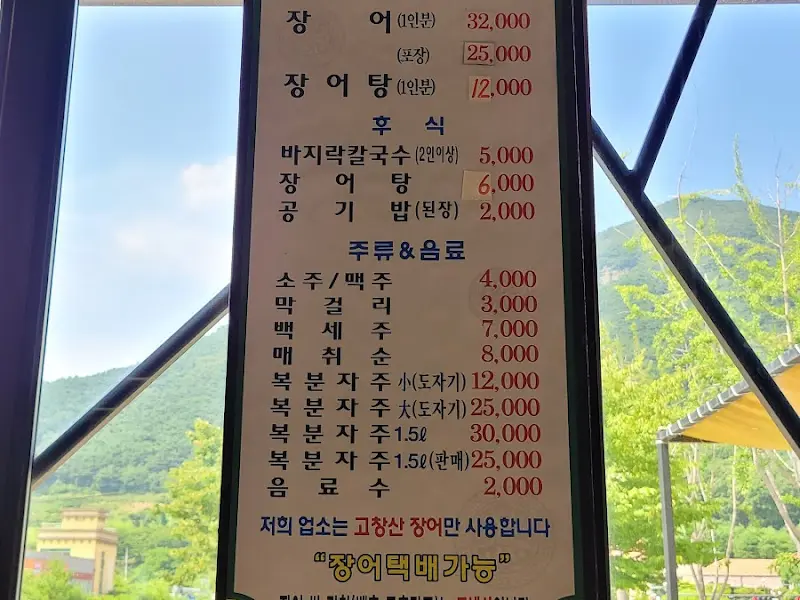 장 어 (1인분) 32,000
(포장) 25,000
장 어 탕 (1인분) 12,000
후 식
바지락칼국수 (2인이상) 5,000
장 어 탕 6,000
공 기 밥 (된장) 2,000
주류&음료
소 주 / 맥 주 4,000
막 걸 리 3,000
백 세 주 7,000
매 취 순 8,000
복 분 자 주 小(도자기) 12,000
복 분 자 주 大(도자기) 25,000
복 분 자 주 1.5ℓ 30,000
복 분 자 주 1.5ℓ(판매) 25,000
음 료 수 2,000
저희 업소는 고창산 장어만 사용합니다
“장어택배가능”